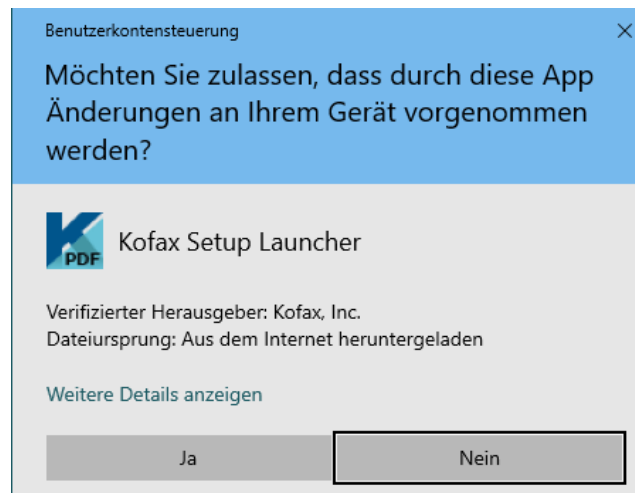 Benutzerkontensteuerung
Möchten Sie zulassen, dass durch diese App
Änderungen an Ihrem Gerät vorgenommen
werden?
PDF
Kofax Setup Launcher
Verifizierter Herausgeber: Kofax, Inc.
Dateiursprung: Aus dem Internet heruntergeladen
Weitere Details anzeigen
Ja Nein